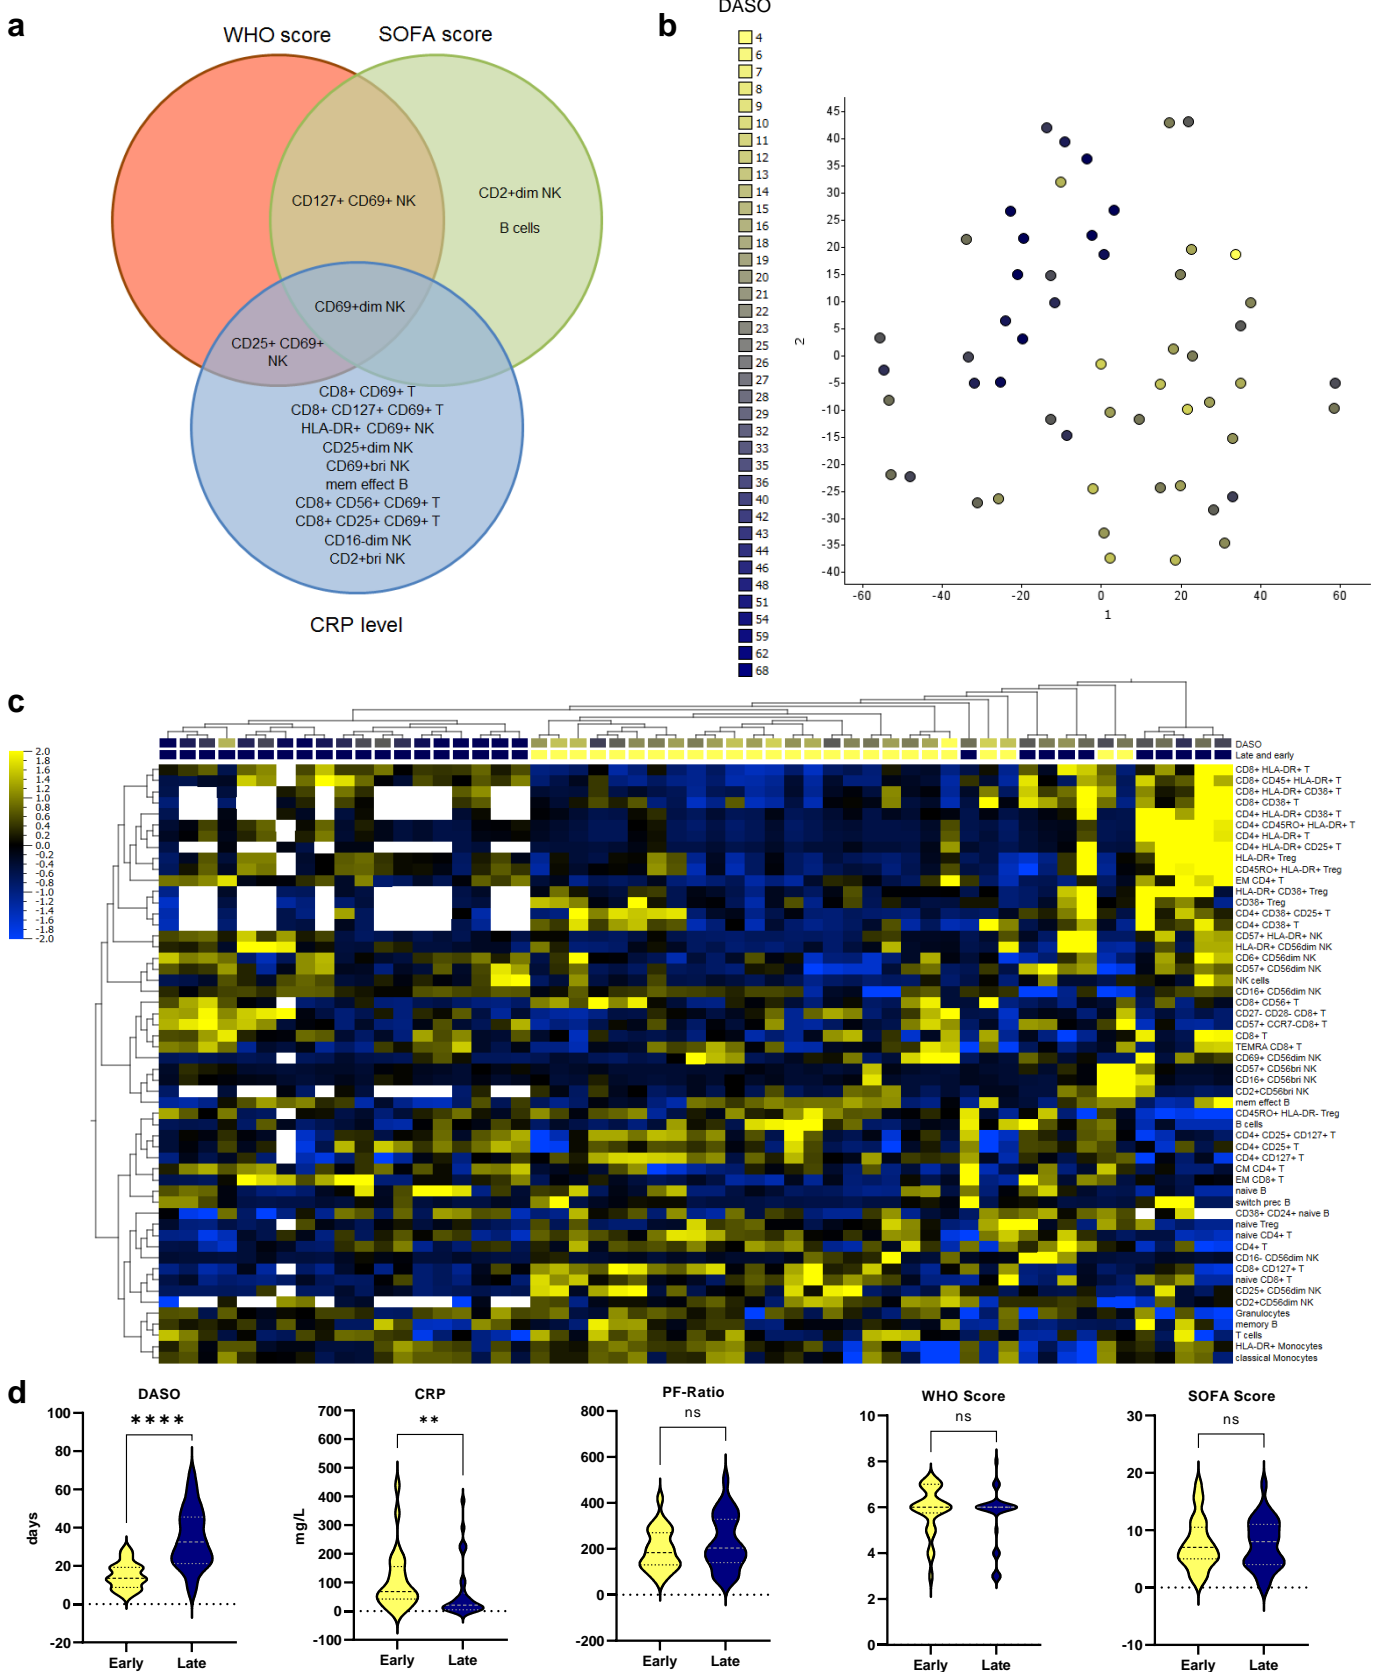 a
WHO score
SOFA score
CD127+ CD69+ NK
CD2+dim NK
B cells
CD69+dim NK
CD25+ CD69+
NK
CD8+ CD69+ T
CD8+ CD127+ CD69+ T
HLA-DR+ CD69+ NK
CD25+dim NK
CD69+bri NK
mem effect B
CD8+ CD56+ CD69+ T
CD8+ CD25+ CD69+ T
CD16-dim NK
CD2+bri NK
CRP level
b
DASO
4
6
7
8
9
10
11
12
13
14
15
16
18
19
20
21
22
23
25
26
27
28
29
32
33
35
36
40
42
43
44
46
48
51
54
59
62
68
45
40
35
30
25
20
15
10
5
0
-5
-10
-15
-20
-25
-30
-35
-40
2
-60
-40
-20
0
20
40
60
1
c
2.0
1.8
1.6
1.4
1.2
1.0
0.8
0.6
0.4
0.2
0.0
-0.2
-0.4
-0.6
-0.8
-1.0
-1.2
-1.4
-1.6
-1.8
-2.0
DASO
Late and early
CD8+ HLA-DR+ T
CD8+ CD45+ HLA-DR+ T
CD8+ HLA-DR+ CD38+ T
CD8+ CD38+ T
CD4+ HLA-DR+ CD38+ T
CD4+ CD45RO+ HLA-DR+ T
CD4+ HLA-DR+ T
CD4+ HLA-DR+ CD25+ T
HLA-DR+ Treg
CD45RO+ HLA-DR+ Treg
EM CD4+ T
HLA-DR+ CD38+ Treg
CD38+ Treg
CD4+ CD38+ CD25+ T
CD4+ CD38+ T
CD57+ HLA-DR+ NK
HLA-DR+ CD56dim NK
CD6+ CD56dim NK
CD57+ CD56dim NK
NK cells
CD16+ CD56dim NK
CD8+ CD56+ T
CD27- CD28- CD8+ T
CD57+ CCR7-CD8+ T
CD8+ T
TEMRA CD8+ T
CD69+ CD56dim NK
CD57+ CD56bri NK
CD16+ CD56bri NK
CD2+CD56bri NK
mem effect B
CD45RO+ HLA-DR- Treg
B cells
CD4+ CD25+ CD127+ T
CD4+ CD25+ T
CD4+ CD127+ T
CM CD4+ T
EM CD8+ T
naive B
switch prec B
CD38+ CD24+ naive B
naive Treg
naive CD4+ T
CD4+ T
CD16- CD56dim NK
CD8+ CD127+ T
naive CD8+ T
CD25+ CD56dim NK
CD2+CD56dim NK
Granulocytes
memory B
T cells
HLA-DR+ Monocytes
classical Monocytes
d
DASO
****
days
100
80
60
40
20
0
-20
Early
Late
CRP
**
mg/L
700
600
500
400
300
200
100
0
-100
Early
Late
PF-Ratio
ns
800
600
400
200
0
-200
Early
Late
WHO Score
ns
10
8
6
4
2
0
Early
Late
SOFA Score
ns
30
20
10
0
-10
Early
Late